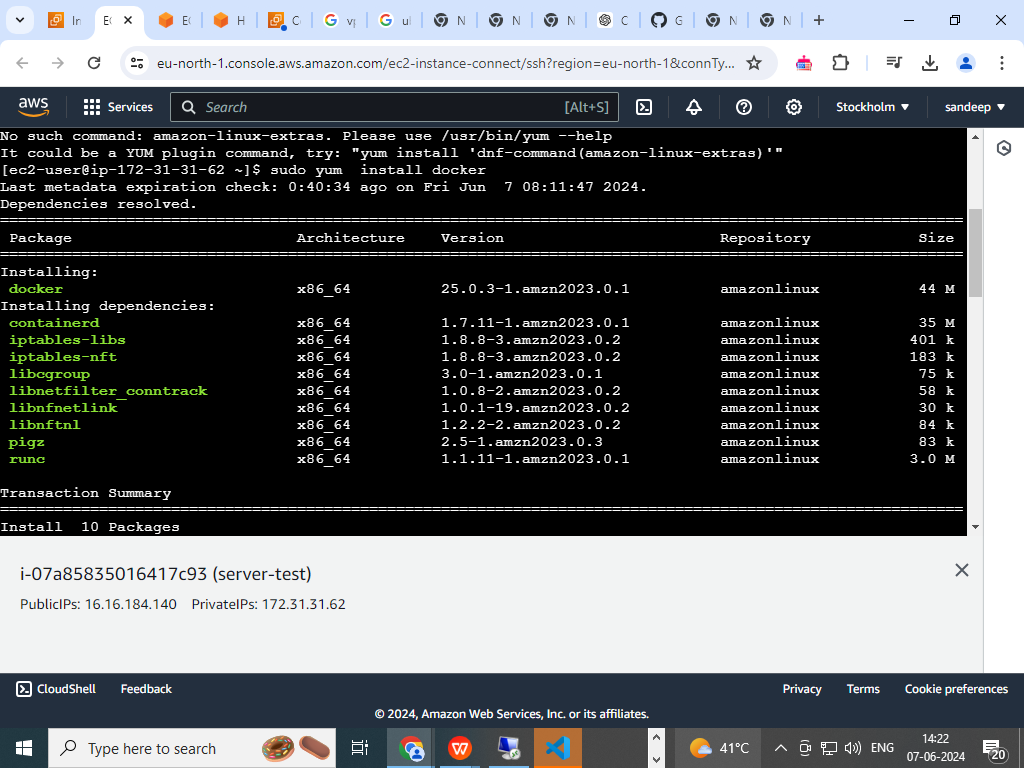 In
EC
EC
H
Co
vp
ul
N
N
N
C
G
N
N
eu-north-1.console.aws.amazon.com/ec2-instance-connect/ssh?region=eu-north-1&connTy...
aws
Services
Search
[Alt+S]
Stockholm
sandeep
No such command: amazon-linux-extras. Please use /usr/bin/yum --help
It could be a YUM plugin command, try: "yum install 'dnf-command(amazon-linux-extras)'"
[ec2-user@ip-172-31-31-62 ~]$ sudo yum  install docker
Last metadata expiration check: 0:40:34 ago on Fri Jun  7 08:11:47 2024.
Dependencies resolved.
Package Architecture Version Repository Size
Installing:
docker x86_64 25.0.3-1.amzn2023.0.1 amazonlinux 44 M
Installing dependencies:
containerd x86_64 1.7.11-1.amzn2023.0.1 amazonlinux 35 M
iptables-libs x86_64 1.8.8-3.amzn2023.0.2 amazonlinux 401 k
iptables-nft x86_64 1.8.8-3.amzn2023.0.2 amazonlinux 183 k
libcgroup x86_64 3.0-1.amzn2023.0.1 amazonlinux 75 k
libnetfilter_conntrack x86_64 1.0.8-2.amzn2023.0.2 amazonlinux 58 k
libnfnetlink x86_64 1.0.1-19.amzn2023.0.2 amazonlinux 30 k
libnftnl x86_64 1.2.2-2.amzn2023.0.2 amazonlinux 84 k
pigz x86_64 2.5-1.amzn2023.0.3 amazonlinux 83 k
runc x86_64 1.1.11-1.amzn2023.0.1 amazonlinux 3.0 M
Transaction Summary
Install  10 Packages
i-07a85835016417c93 (server-test)
PublicIPs: 16.16.184.140 PrivateIPs: 172.31.31.62
CloudShell Feedback Privacy Terms Cookie preferences
© 2024, Amazon Web Services, Inc. or its affiliates.
Type here to search
41°C
ENG
14:22
07-06-2024
20